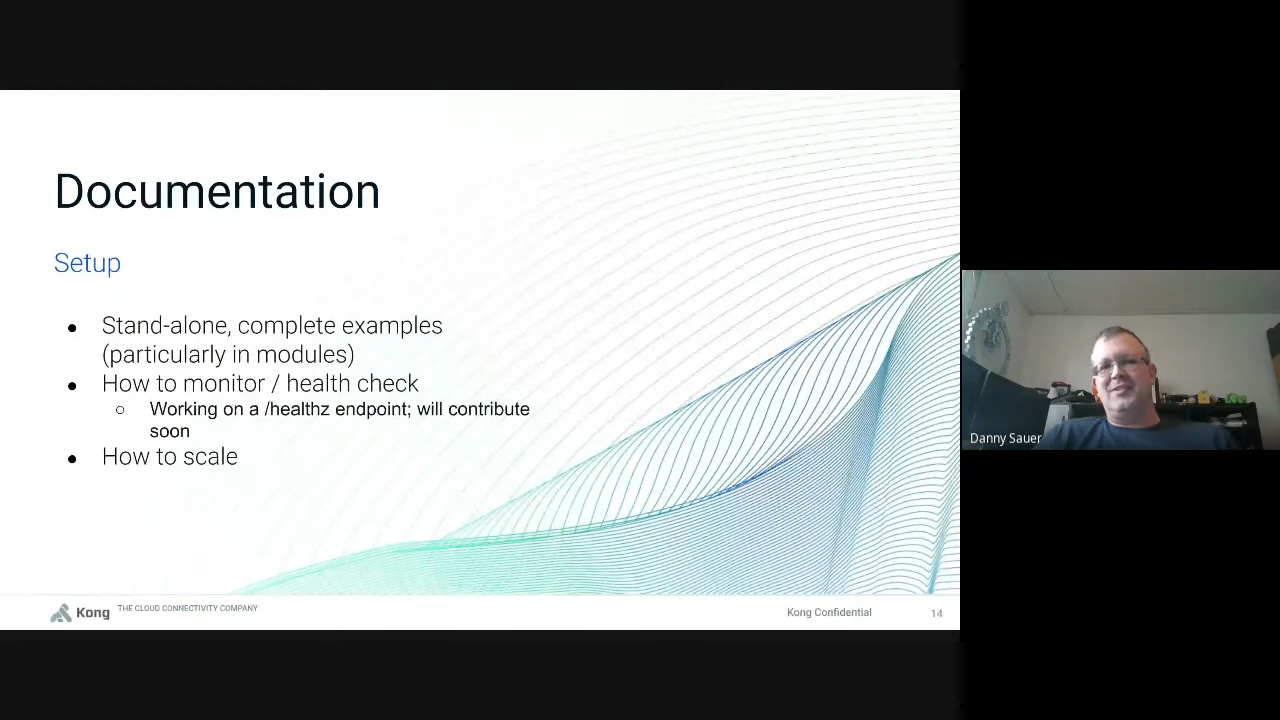 Documentation
Setup
● Stand-alone, complete examples
(particularly in modules)
● How to monitor / health check
○ Working on a /healthz endpoint; will contribute
soon
● How to scale
Kong THE CLOUD CONNECTIVITY COMPANY
Kong Confidential
14
Danny Sauer